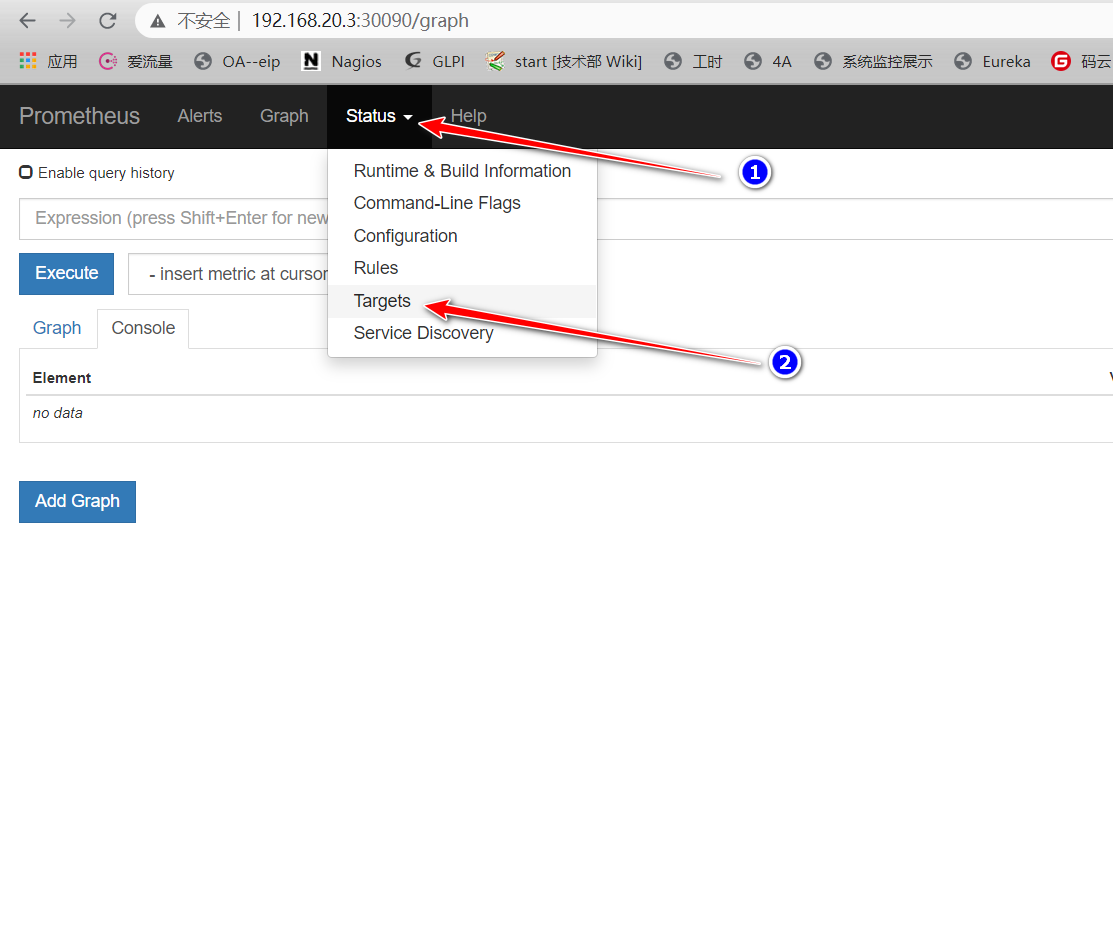 不安全 | 192.168.20.3:30090/graph
应用 爱流量 OA--eip Nagios GLPI start [技术部 Wiki] 工时 4A 系统监控展示 Eureka 码云
Prometheus Alerts Graph Status Help
Enable query history
Runtime & Build Information
1
Command-Line Flags
Expression (press Shift+Enter for new
Configuration
Execute
- insert metric at cursor
Rules
Targets
Graph Console
Service Discovery
2
Element
no data
Add Graph